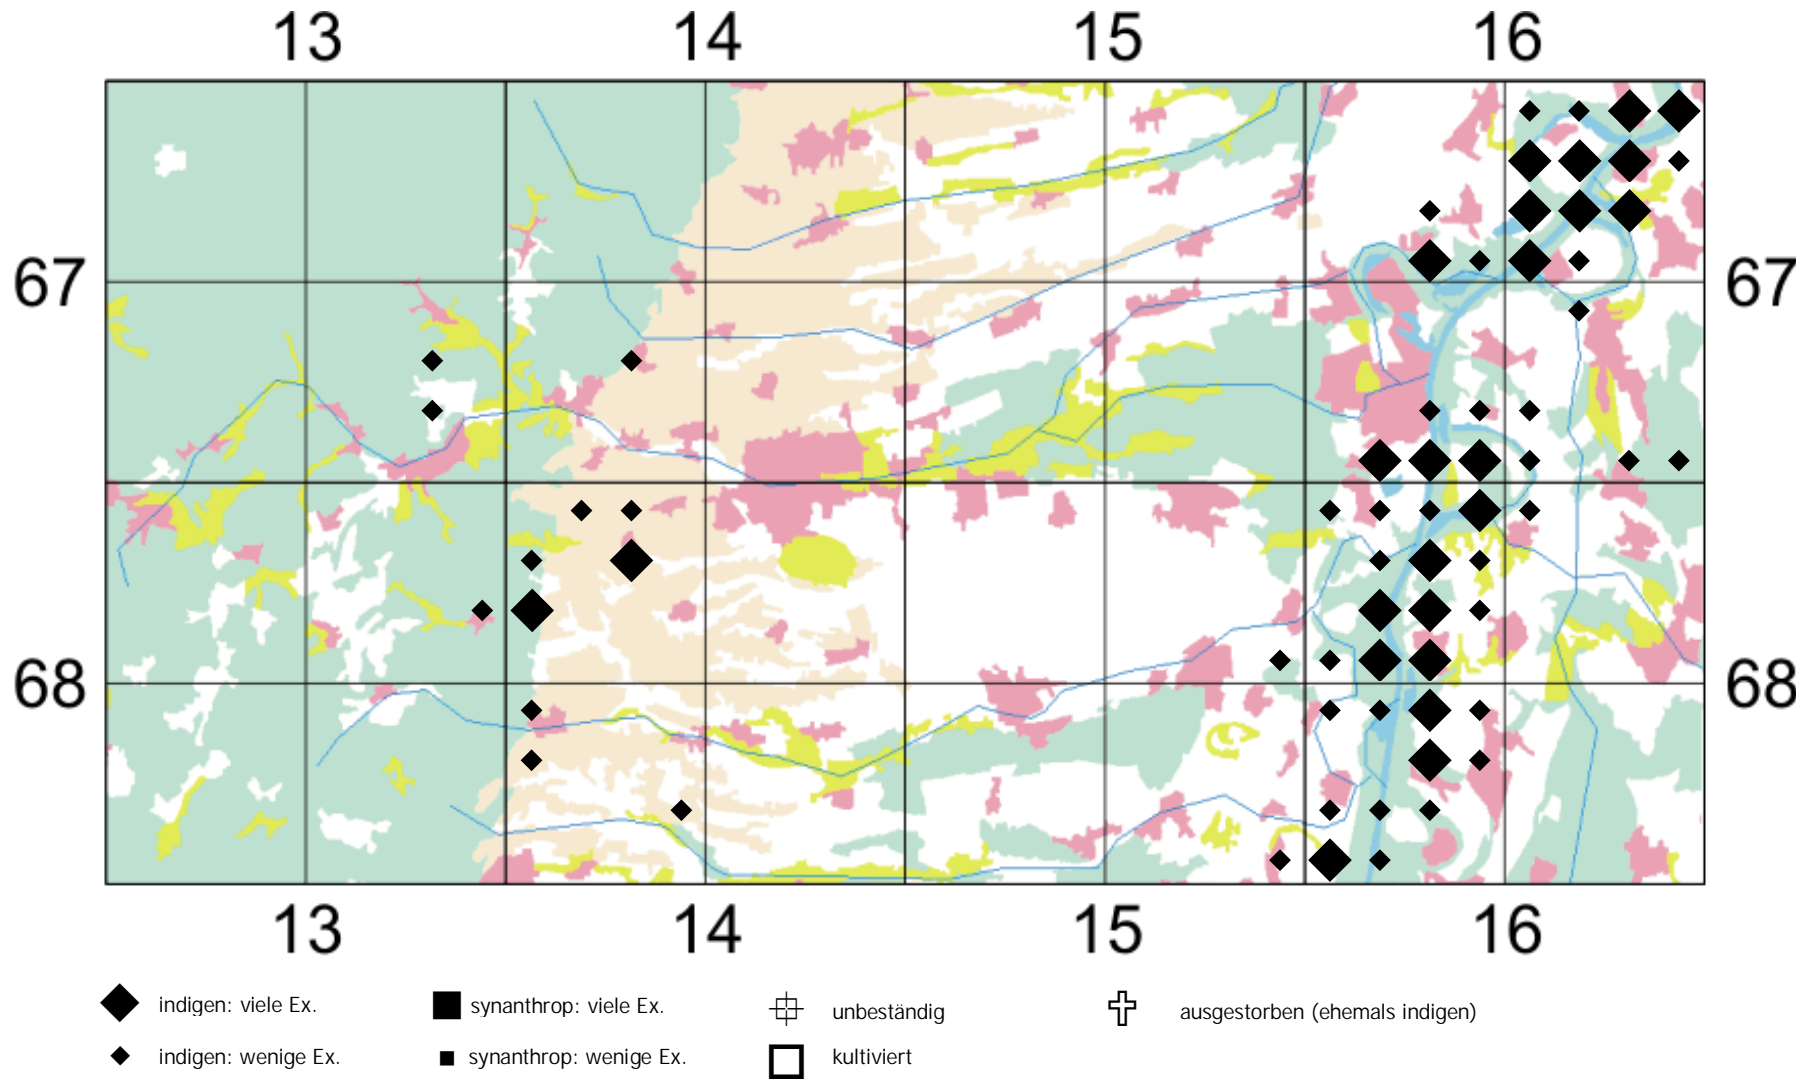 13 14 15 16
67 67
68 68
13 14 15 16
indigen: viele Ex. synanthrop: viele Ex. unbeständig ausgestorben (ehemals indigen)
indigen: wenige Ex. synanthrop: wenige Ex. kultiviert